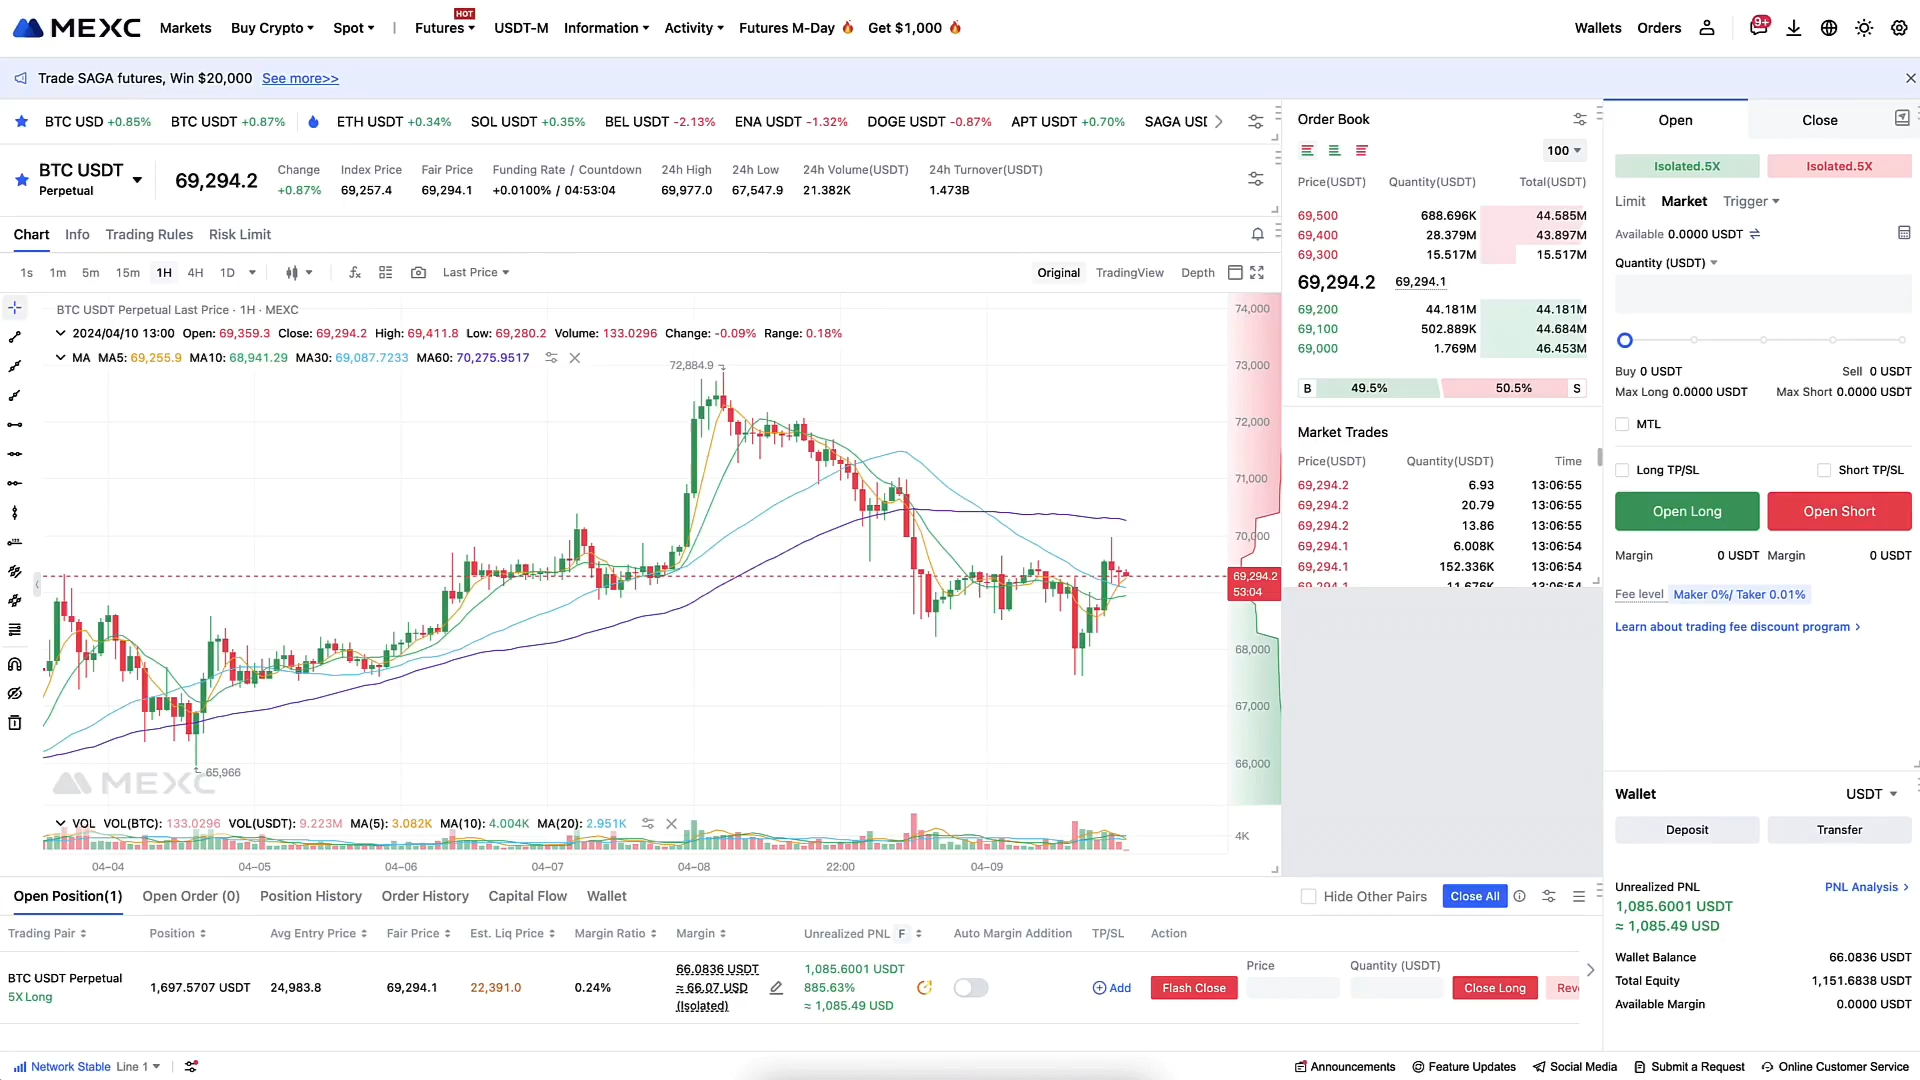 MEXC
Markets Buy Crypto Spot | Futures HOT USDT-M Information Activity Futures M-Day Get $1,000 Wallets Orders 9+
Trade SAGA futures, Win $20,000 See more>>
BTC USD +0.85% BTC USDT +0.87% ETH USDT +0.34% SOL USDT +0.35% BEL USDT -2.13% ENA USDT -1.32% DOGE USDT -0.87% APT USDT +0.70% SAGA USD
BTC USDT
Perpetual
69,294.2
Change Index Price Fair Price Funding Rate / Countdown 24h High 24h Low 24h Volume(USDT) 24h Turnover(USDT)
+0.87% 69,257.4 69,294.1 +0.0100% / 04:53:04 69,977.0 67,547.9 21.382K 1.473B
Chart Info Trading Rules Risk Limit
1s 1m 5m 15m 1H 4H 1D Last Price Original TradingView Depth
BTC USDT Perpetual Last Price · 1H · MEXC
2024/04/10 13:00 Open: 69,359.3 Close: 69,294.2 High: 69,411.8 Low: 69,280.2 Volume: 133.0296 Change: -0.09% Range: 0.18%
MA MA5: 69,255.9 MA10: 68,941.29 MA30: 69,087.7233 MA60: 70,275.9517
72,884.9
65,966
74,000
73,000
72,000
71,000
70,000
69,294.2
53:04
68,000
67,000
66,000
MEXC
VOL VOL(BTC): 133.0296 VOL(USDT): 9.223M MA(5): 3.082K MA(10): 4.004K MA(20): 2.951K
4K
04-04 04-05 04-06 04-07 04-08 22:00 04-09
Order Book
100
Price(USDT) Quantity(USDT) Total(USDT)
69,500 688.696K 44.585M
69,400 28.379M 43.897M
69,300 15.517M 15.517M
69,294.2 69,294.1
69,200 44.181M 44.181M
69,100 502.889K 44.684M
69,000 1.769M 46.453M
B 49.5% 50.5% S
Market Trades
Price(USDT) Quantity(USDT) Time
69,294.2 6.93 13:06:55
69,294.2 20.79 13:06:55
69,294.2 13.86 13:06:55
69,294.1 6.008K 13:06:54
69,294.1 152.336K 13:06:54
69,294.1 11.676K 13:06:54
Open Close
Isolated.5X Isolated.5X
Limit Market Trigger
Available 0.0000 USDT
Quantity (USDT)
Buy 0 USDT Sell 0 USDT
Max Long 0.0000 USDT Max Short 0.0000 USDT
MTL
Long TP/SL Short TP/SL
Open Long Open Short
Margin 0 USDT Margin 0 USDT
Fee level Maker 0%/ Taker 0.01%
Learn about trading fee discount program >
Wallet USDT
Deposit Transfer
Unrealized PNL PNL Analysis >
1,085.6001 USDT
≈ 1,085.49 USD
Wallet Balance 66.0836 USDT
Total Equity 1,151.6838 USDT
Available Margin 0.0000 USDT
Open Position(1) Open Order (0) Position History Order History Capital Flow Wallet Hide Other Pairs Close All
Trading Pair Position Avg Entry Price Fair Price Est. Liq Price Margin Ratio Margin Unrealized PNL F Auto Margin Addition TP/SL Action
BTC USDT Perpetual
5X Long
1,697.5707 USDT 24,983.8 69,294.1 22,391.0 0.24%
66.0836 USDT
≈ 66.07 USD
(Isolated)
1,085.6001 USDT
885.63%
≈ 1,085.49 USD
Add Flash Close Price Quantity (USDT) Close Long Reve
Network Stable Line 1 Announcements Feature Updates Social Media Submit a Request Online Customer Service